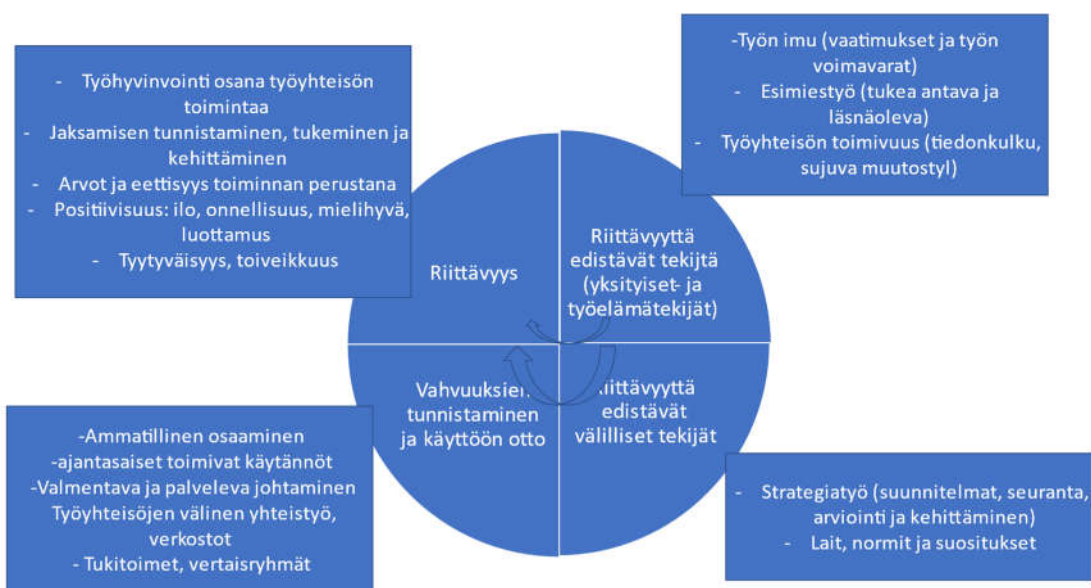 - Työhyvinvointi osana työyhteisön
toimintaa
- Jaksamisen tunnistaminen, tukeminen ja
kehittäminen
- Arvot ja eettisyys toiminnan perustana
- Positiivisuus: ilo, onnellisuus, mielihyvä,
luottamus
- Tyytyväisyys, toiveikkuus
-Työn imu (vaatimukset ja työn
voimavarat)
- Esimiestyö (tukea antava ja
läsnäoleva)
- Työyhteisön toimivuus (tiedonkulku,
sujuva muutostyl)
Riittävyys
Riittävyyttä
edistävät tekijtä
(yksityiset- ja
työelämätekijät)
Vahvuuksien
tunnistaminen
ja käyttöön otto
iittävyyttä
edistävät
välilliset tekijät
-Ammatillinen osaaminen
-ajantasaiset toimivat käytännöt
-Valmentava ja palveleva johtaminen
Työyhteisöjen välinen yhteistyö,
verkostot
- Tukitoimet, vertaisryhmät
- Strategiatyö (suunnitelmat, seuranta,
arviointi ja kehittäminen)
- Lait, normit ja suositukset